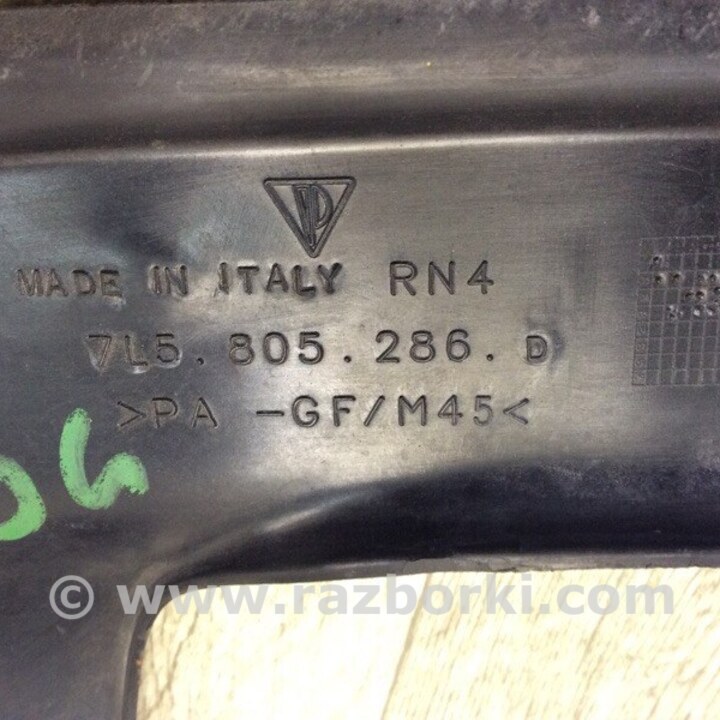 MADE IN ITALY RN4
7L5.805.286.D
>PA -GF/M45<
© www.razborki.com